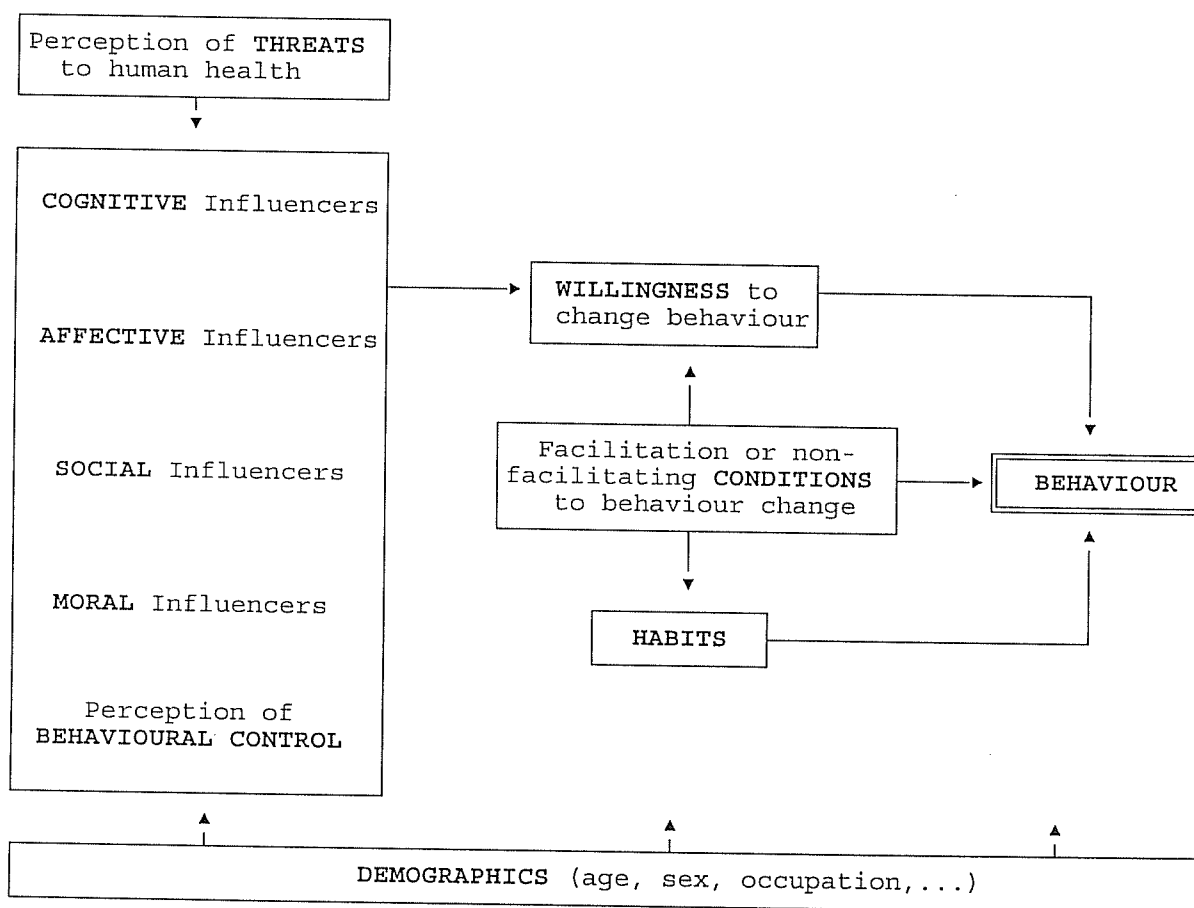 Perception of THREATS
to human health
COGNITIVE Influencers
AFFECTIVE Influencers
SOCIAL Influencers
MORAL Influencers
Perception of
BEHAVIOURAL CONTROL
WILLINGNESS to
change behaviour
Facilitation or non-
facilitating CONDITIONS
to behaviour change
HABITS
BEHAVIOUR
DEMOGRAPHICS (age, sex, occupation,...)